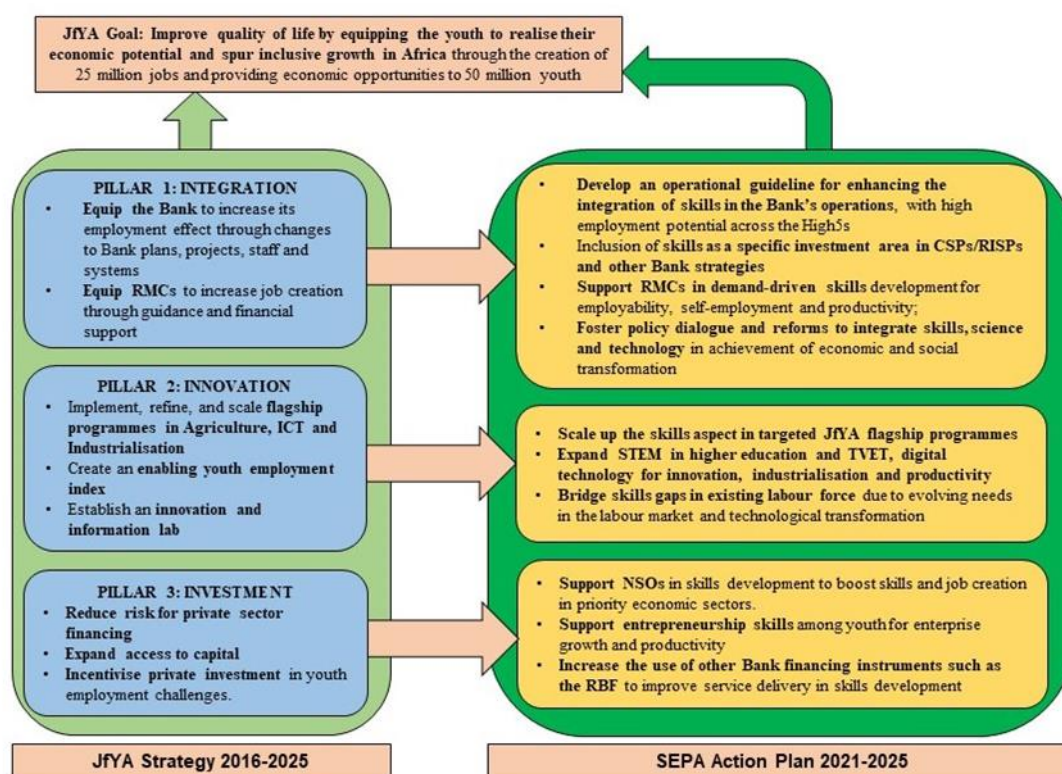 JfYA Goal: Improve quality of life by equipping the youth to realise their
economic potential and spur inclusive growth in Africa through the creation of
25 million jobs and providing economic opportunities to 50 million youth
PILLAR 1: INTEGRATION
• Equip the Bank to increase its
employment effect through changes
to Bank plans, projects, staff and
systems
• Equip RMCs to increase job creation
through guidance and financial
support
• Develop an operational guideline for enhancing the
integration of skills in the Bank's operations, with high
employment potential across the High5s
• Inclusion of skills as a specific investment area in CSPs/RISPs
and other Bank strategies
• Support RMCs in demand-driven skills development for
employability, self-employment and productivity;
• Foster policy dialogue and reforms to integrate skills, science
and technology in achievement of economic and social
transformation
PILLAR 2: INNOVATION
• Implement, refine, and scale flagship
programmes in Agriculture, ICT and
Industrialisation
• Create an enabling youth employment
index
• Establish an innovation and
information lab
• Scale up the skills aspect in targeted JfYA flagship programmes
• Expand STEM in higher education and TVET, digital
technology for innovation, industrialisation and productivity
• Bridge skills gaps in existing labour force due to evolving needs
in the labour market and technological transformation
PILLAR 3: INVESTMENT
• Reduce risk for private sector
financing
• Expand access to capital
• Incentivise private investment in youth
employment challenges.
• Support NSOs in skills development to boost skills and job creation
in priority economic sectors.
• Support entrepreneurship skills among youth for enterprise
growth and productivity
• Increase the use of other Bank financing instruments such as
the RBF to improve service delivery in skills development
JfYA Strategy 2016-2025
SEPA Action Plan 2021-2025